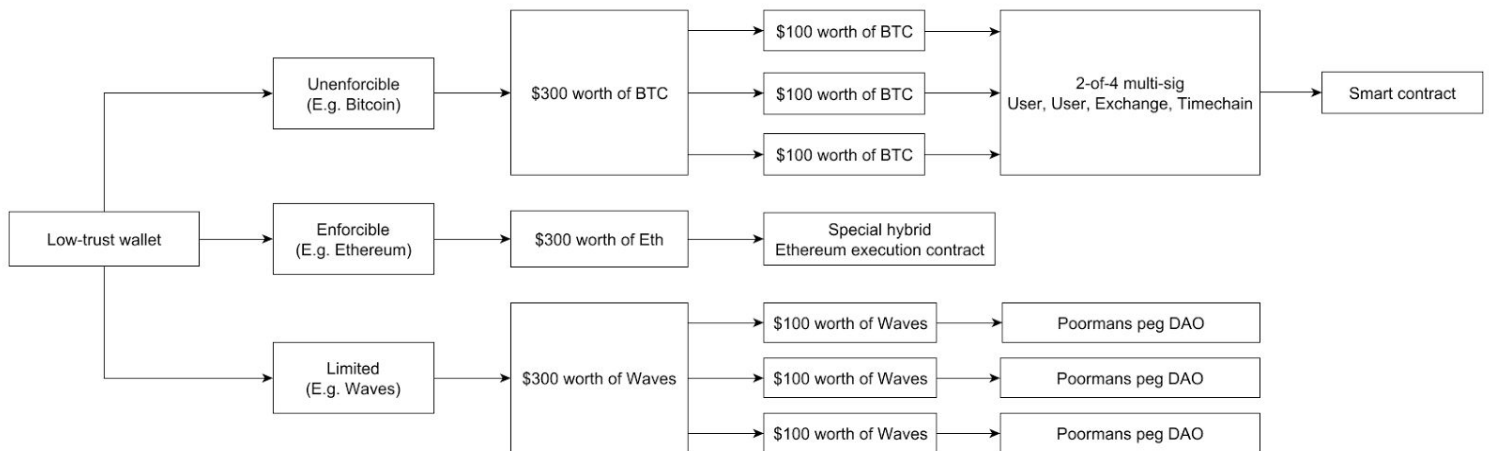 Low-trust wallet
Unenforcible
(E.g. Bitcoin)
$300 worth of BTC
$100 worth of BTC
$100 worth of BTC
$100 worth of BTC
2-of-4 multi-sig
User, User, Exchange, Timechain
Smart contract
Enforcible
(E.g. Ethereum)
$300 worth of Eth
Special hybrid
Ethereum execution contract
Limited
(E.g. Waves)
$300 worth of Waves
$100 worth of Waves
Poormans peg DAO
$100 worth of Waves
Poormans peg DAO
$100 worth of Waves
Poormans peg DAO